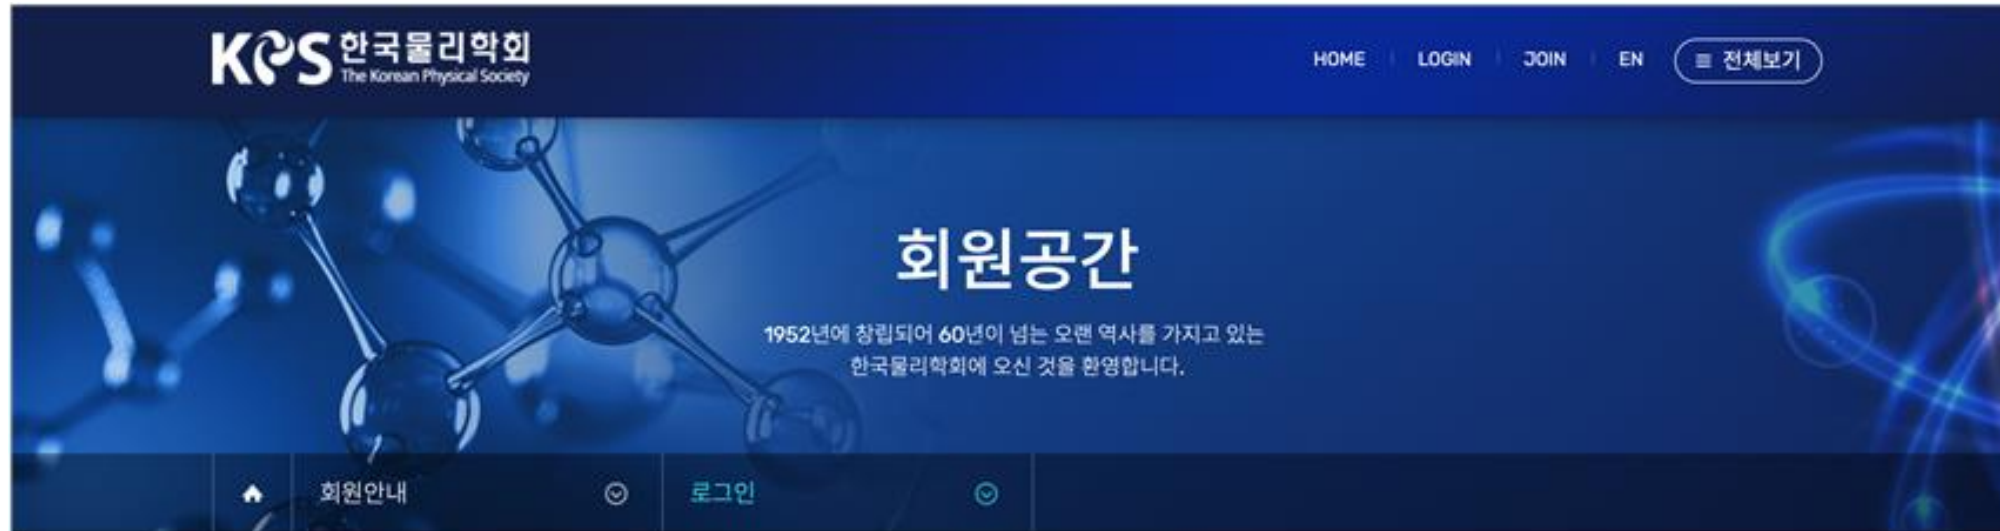 KPS 한국물리학회
The Korean Physical Society
HOME
LOGIN
JOIN
EN
전체보기
회원공간
1952년에 창립되어 60년이 넘는 오랜 역사를 가지고 있는
한국물리학회에 오신 것을 환영합니다.
회원안내
로그인